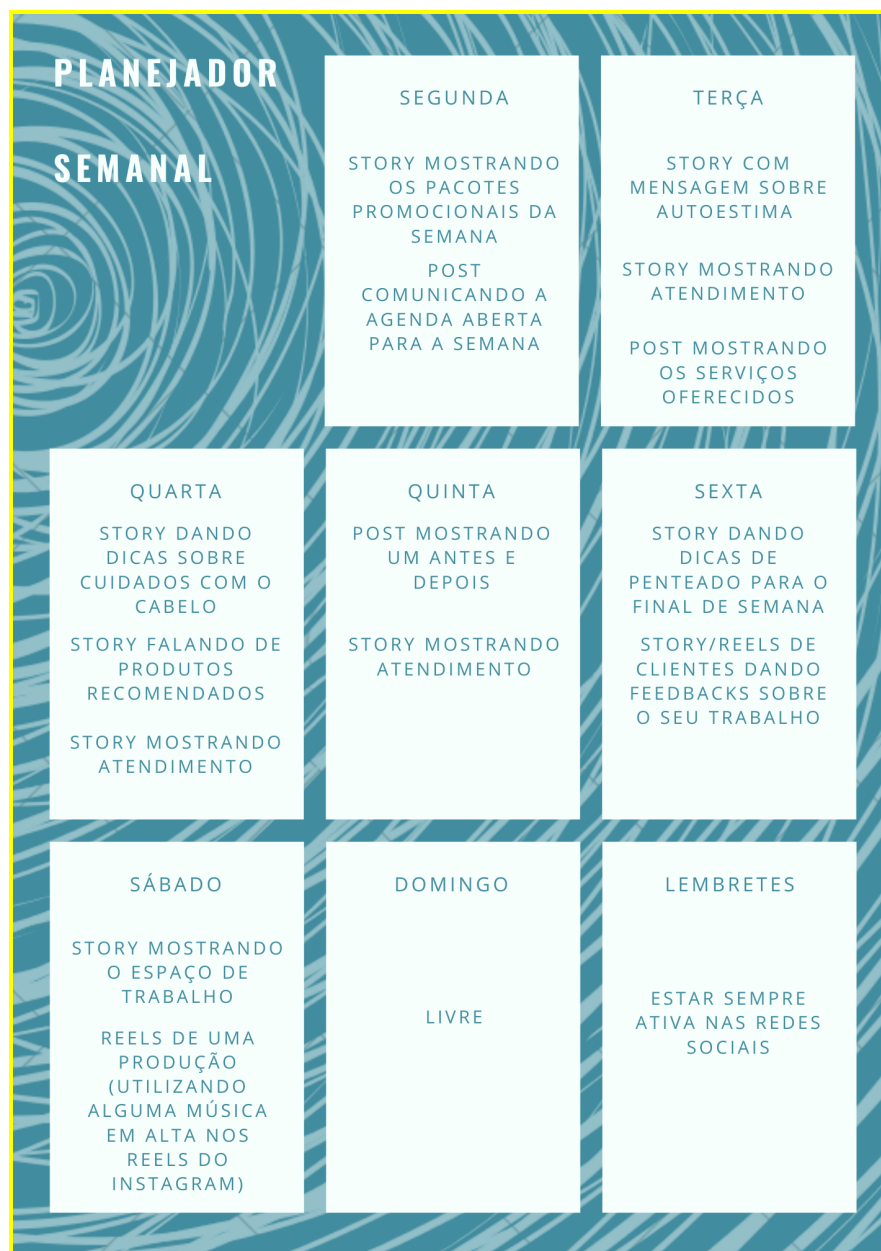 PLANEJADOR
SEMANAL
SEGUNDA
STORY MOSTRANDO
OS PACOTES
PROMOCIONAIS DA
SEMANA
POST
COMUNICANDO A
AGENDA ABERTA
PARA A SEMANA
TERÇA
STORY COM
MENSAGEM SOBRE
AUTOESTIMA
STORY MOSTRANDO
ATENDIMENTO
POST MOSTRANDO
OS SERVIÇOS
OFERECIDOS
QUARTA
STORY DANDO
DICAS SOBRE
CUIDADOS COM O
CABELO
STORY FALANDO DE
PRODUTOS
RECOMENDADOS
STORY MOSTRANDO
ATENDIMENTO
QUINTA
POST MOSTRANDO
UM ANTES E
DEPOIS
STORY MOSTRANDO
ATENDIMENTO
SEXTA
STORY DANDO
DICAS DE
PENTEADO PARA O
FINAL DE SEMANA
STORY/REELS DE
CLIENTES DANDO
FEEDBACKS SOBRE
O SEU TRABALHO
SÁBADO
STORY MOSTRANDO
O ESPAÇO DE
TRABALHO
REELS DE UMA
PRODUÇÃO
(UTILIZANDO
ALGUMA MÚSICA
EM ALTA NOS
REELS DO
INSTAGRAM)
DOMINGO
LIVRE
LEMBRETES
ESTAR SEMPRE
ATIVA NAS REDES
SOCIAIS